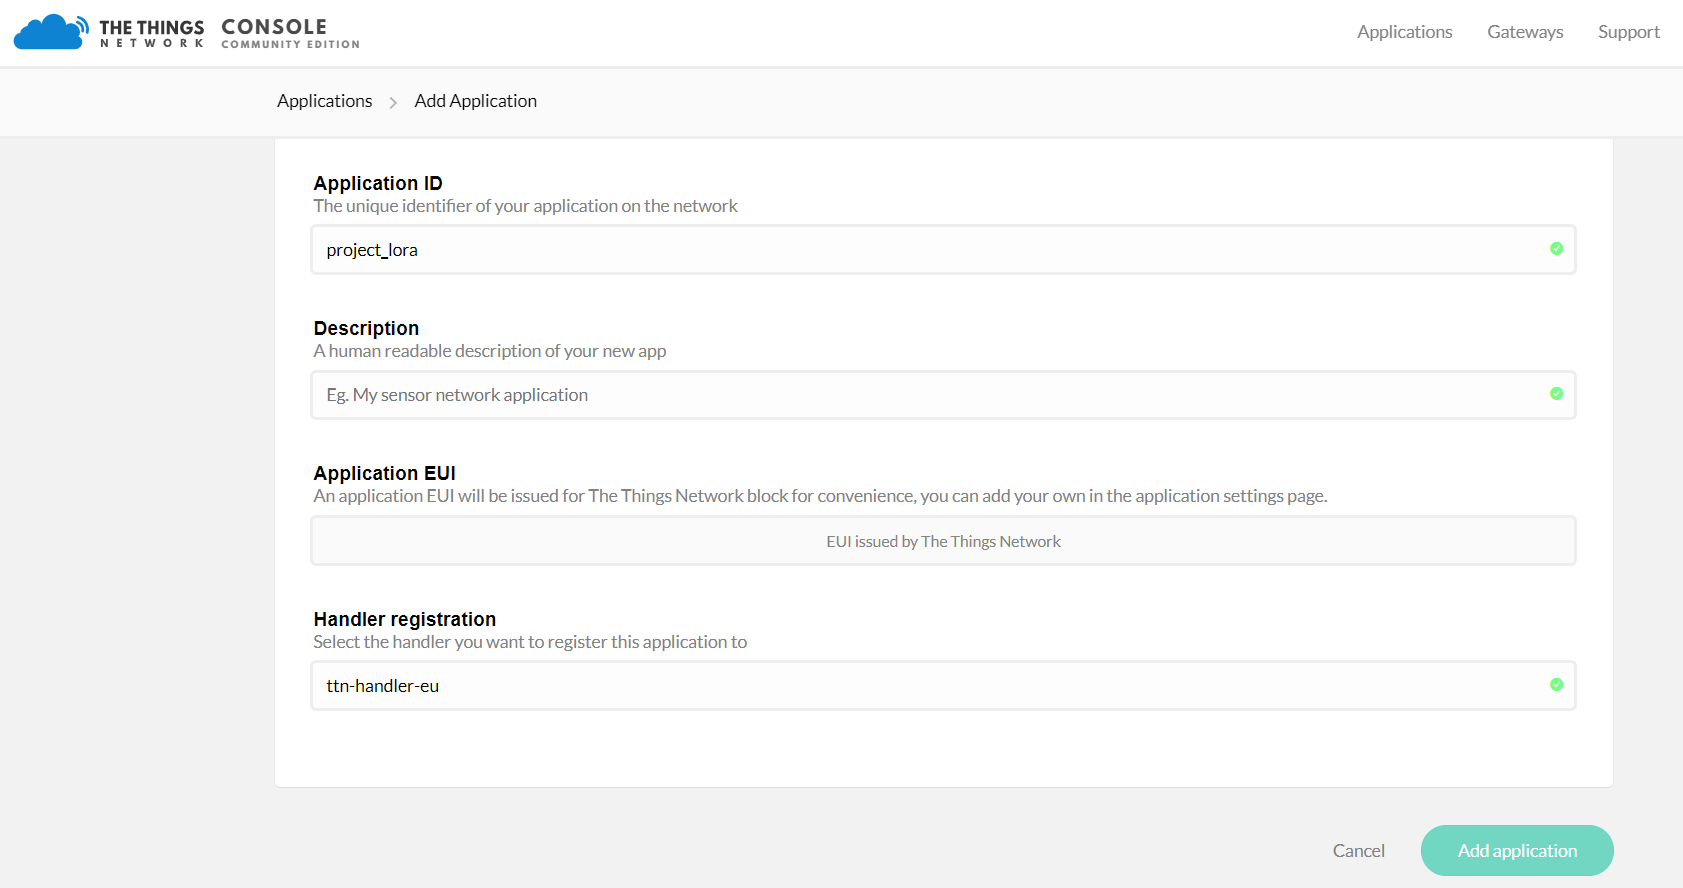 THE THINGS NETWORK CONSOLE COMMUNITY EDITION
Applications Gateways Support
Applications > Add Application
Application ID
The unique identifier of your application on the network
project_lora
Description
A human readable description of your new app
Eg. My sensor network application
Application EUI
An application EUI will be issued for The Things Network block for convenience, you can add your own in the application settings page.
EUI issued by The Things Network
Handler registration
Select the handler you want to register this application to
ttn-handler-eu
Cancel Add application